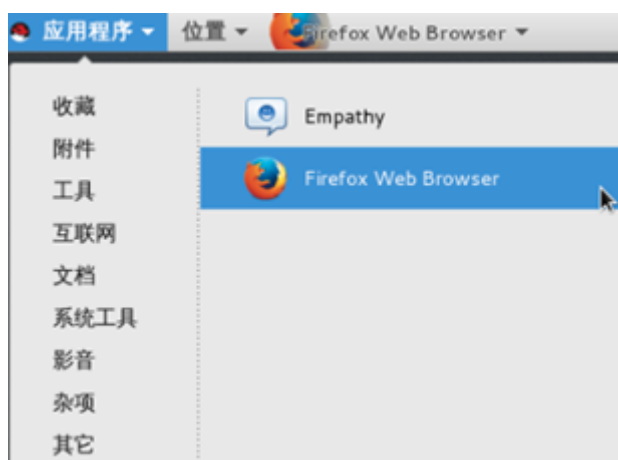 应用程序 位置 Firefox Web Browser
收藏
附件
工具
互联网
文档
系统工具
影音
杂项
其它
Empathy
Firefox Web Browser